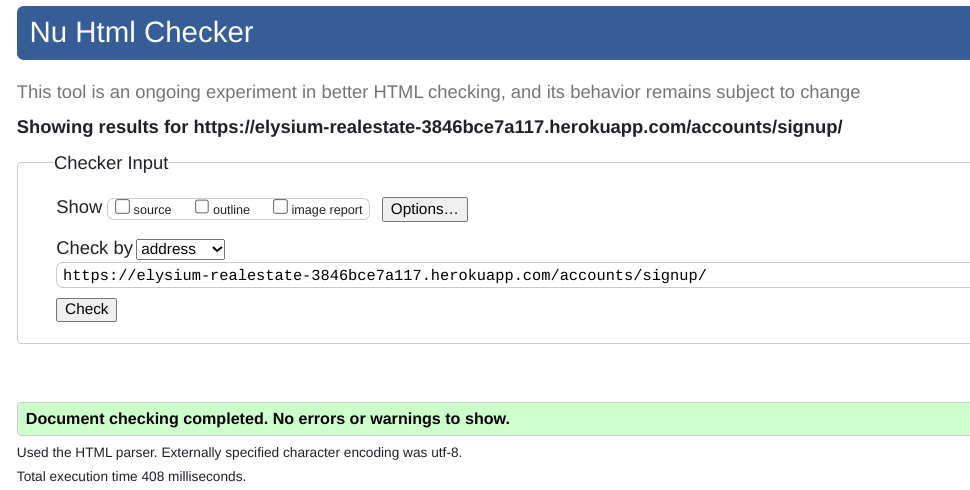 Nu Html Checker
This tool is an ongoing experiment in better HTML checking, and its behavior remains subject to change
Showing results for https://elysium-realestate-3846bce7a117.herokuapp.com/accounts/signup/
Checker Input
Show source outline image report Options...
Check by address
https://elysium-realestate-3846bce7a117.herokuapp.com/accounts/signup/
Check
Document checking completed. No errors or warnings to show.
Used the HTML parser. Externally specified character encoding was utf-8.
Total execution time 408 milliseconds.